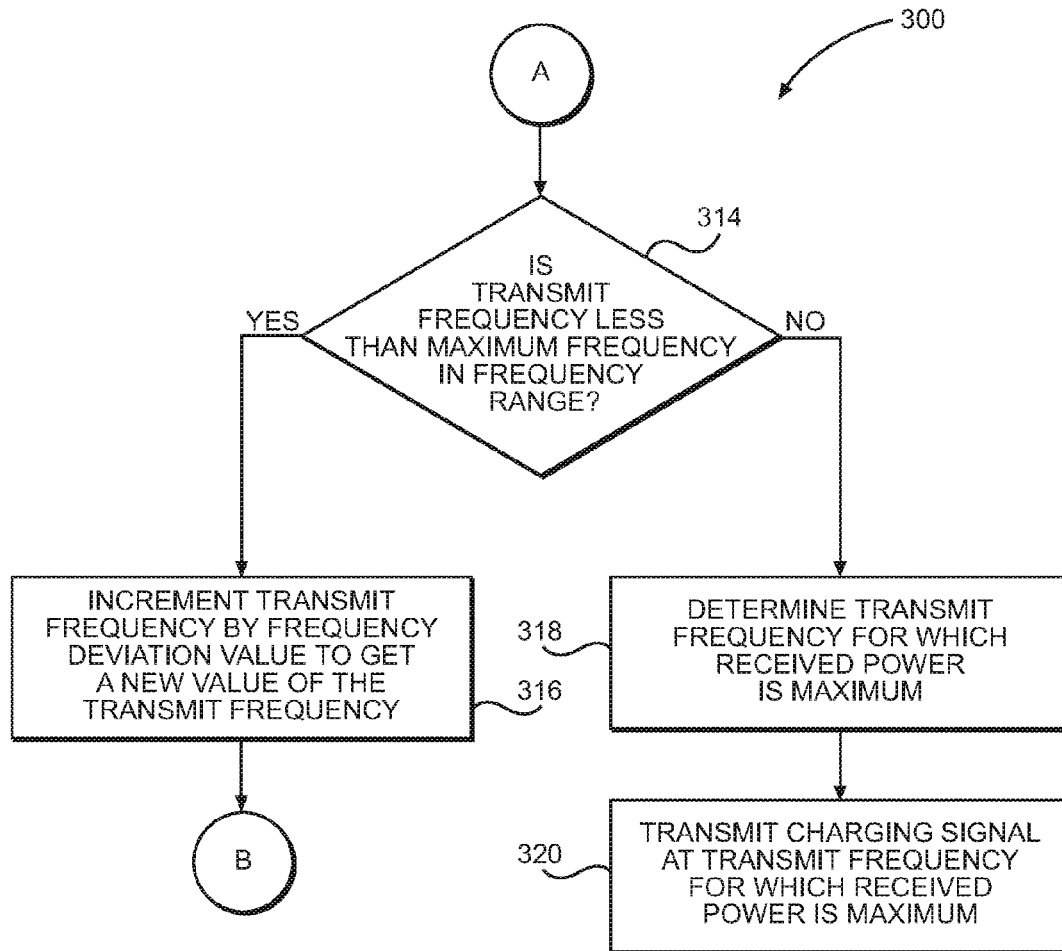 300
A
314
IS
TRANSMIT
FREQUENCY LESS
THAN MAXIMUM FREQUENCY
IN FREQUENCY
RANGE?
YES
NO
INCREMENT TRANSMIT
FREQUENCY BY FREQUENCY
DEVIATION VALUE TO GET
A NEW VALUE OF THE
TRANSMIT FREQUENCY
316
B
318
DETERMINE TRANSMIT
FREQUENCY FOR WHICH
RECEIVED POWER
IS MAXIMUM
320
TRANSMIT CHARGING SIGNAL
AT TRANSMIT FREQUENCY
FOR WHICH RECEIVED
POWER IS MAXIMUM